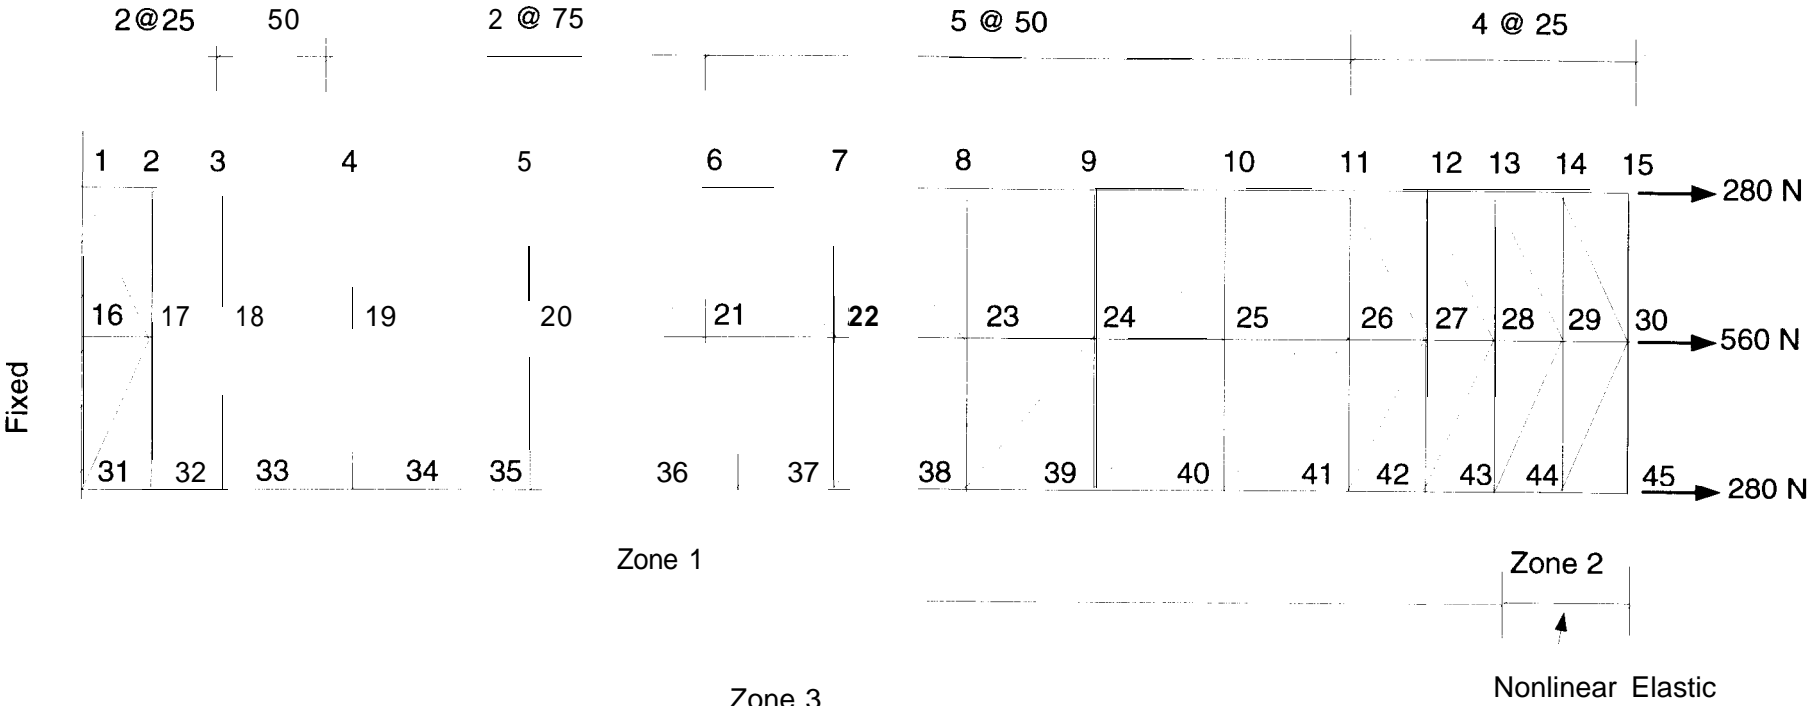 2@25 50 2 @ 75 5 @ 50 4 @ 25
1 2 3 4 5 6 7 8 9 10 11 12 13 14 15
280 N
16 17 18 19 20 21 22 23 24 25 26 27 28 29 30
560 N
Fixed
31 32 33 34 35 36 37 38 39 40 41 42 43 44 45
280 N
Zone 1
Zone 2
Nonlinear Elastic
Zone 3